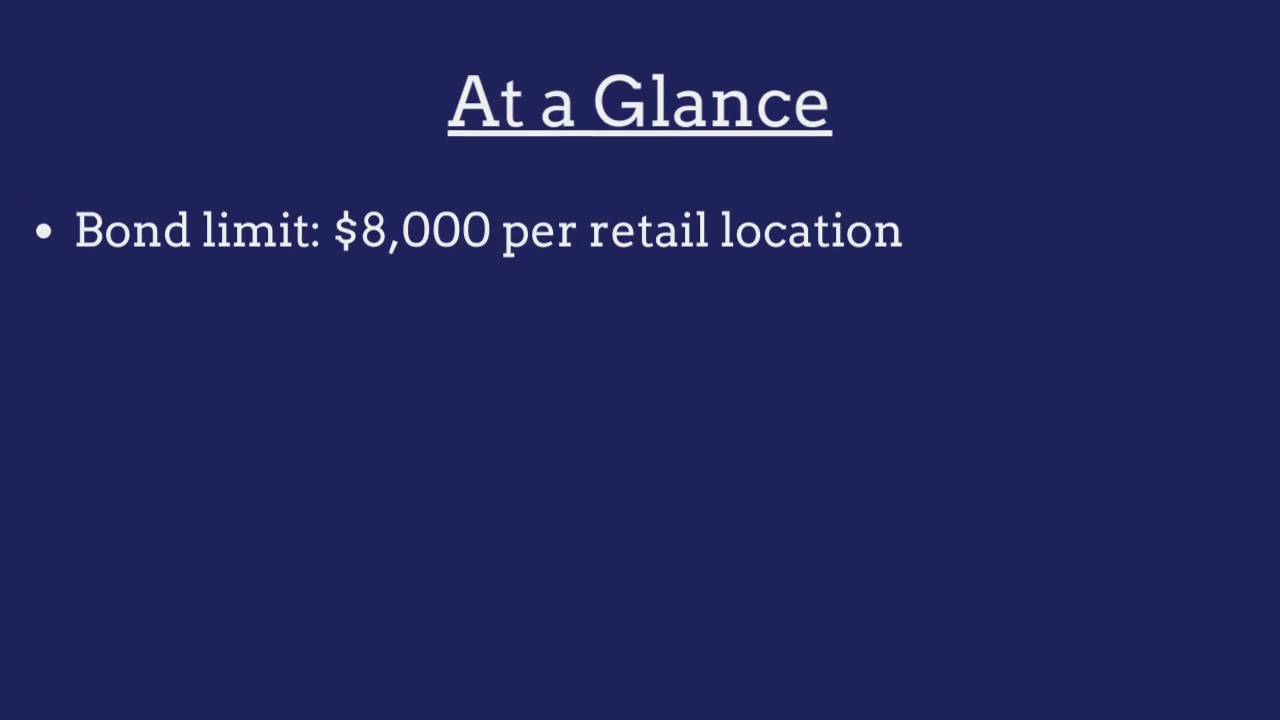 At a Glance
• Bond limit: $8,000 per retail location